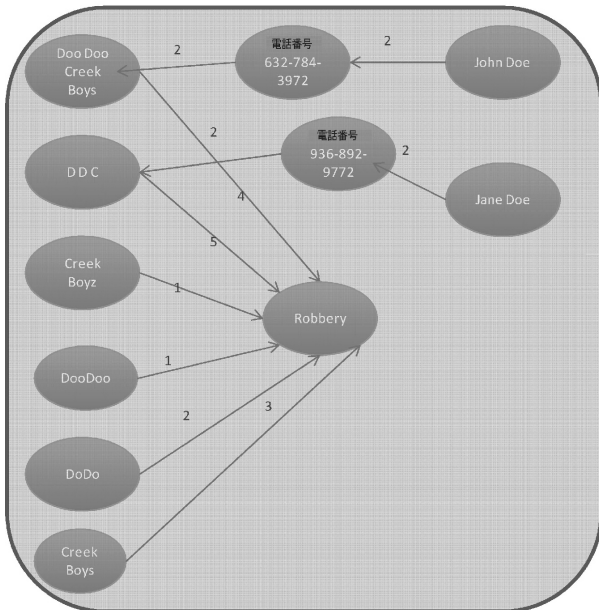 Doo Doo
Creek
Boys
2
電話番号
632-784-
3972
2
John Doe
D D C
2
電話番号
936-892-
9772
2
Jane Doe
4
5
Creek
Boyz
1
Robbery
DooDoo
1
2
3
DoDo
Creek
Boys